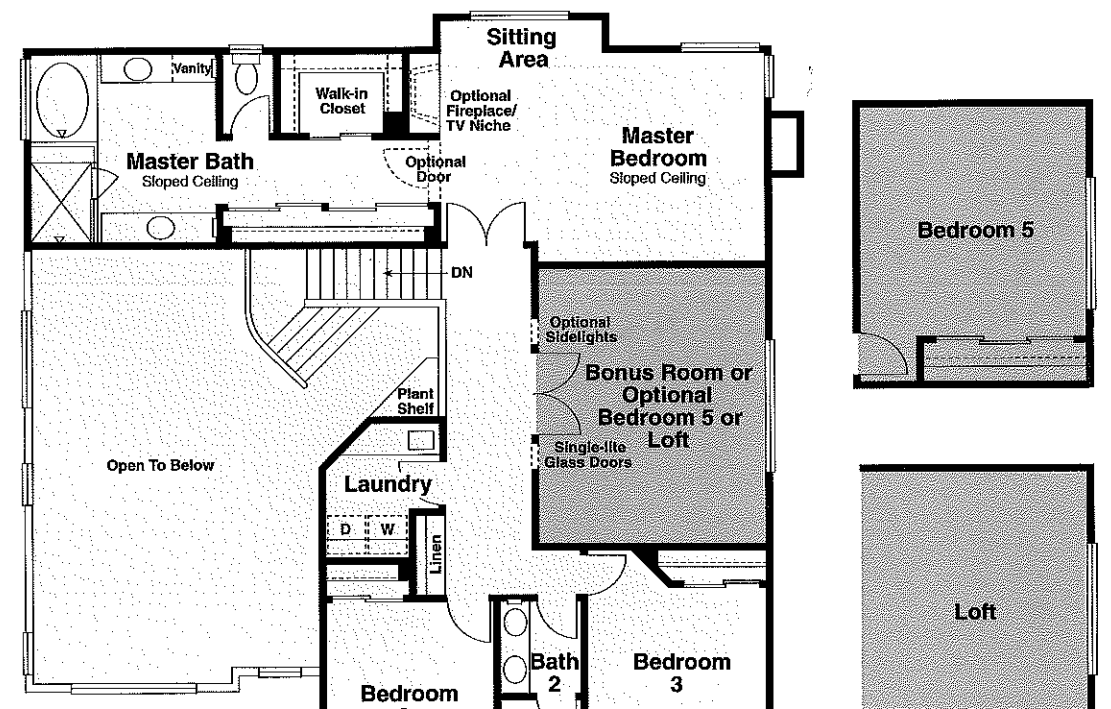 Sitting
Area
Vanity
Walk-in
Closet
Optional
Fireplace/
TV Niche
Master
Bedroom
Sloped Ceiling
Master Bath
Sloped Ceiling
Optional
Door
Bedroom 5
DN
Optional
Sidelights
Bonus Room or
Optional
Bedroom 5 or
Loft
Single-lite
Glass Doors
Plant
Shelf
Open To Below
Laundry
D
W
Linen
Loft
Bath
2
Bedroom
3
Bedroom